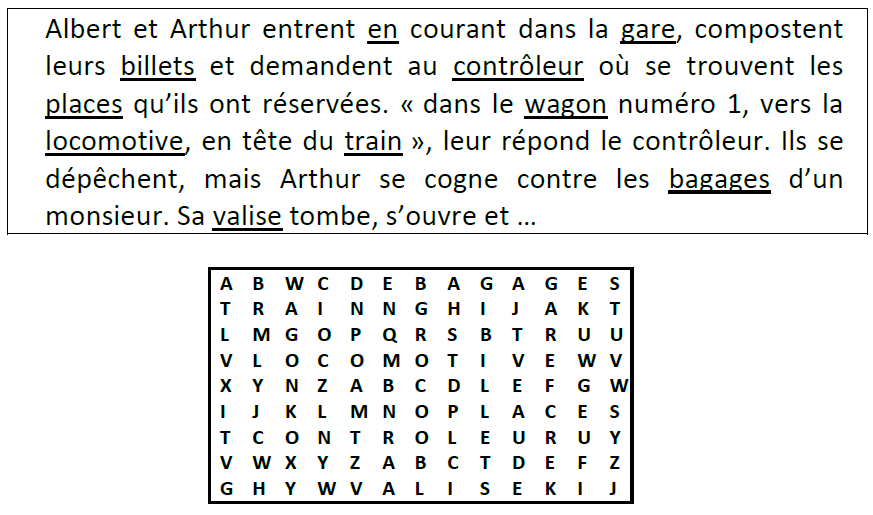 Albert et Arthur entrent en courant dans la gare, compostent
leurs billets et demandent au contrôleur où se trouvent les
places qu’ils ont réservées. « dans le wagon numéro 1, vers la
locomotive, en tête du train », leur répond le contrôleur. Ils se
dépêchent, mais Arthur se cogne contre les bagages d’un
monsieur. Sa valise tombe, s’ouvre et ...
A B W C D E B A G A G E S
T R A I N N G H I J A K T
L M G O P Q R S B T R U U
V L O C O M O T I V E W V
X Y N Z A B C D L E F G W
I J K L M N O P L A C E S
T C O N T R O L E U R U Y
V W X Y Z A B C T D E F Z
G H Y W V A L I S E K I J